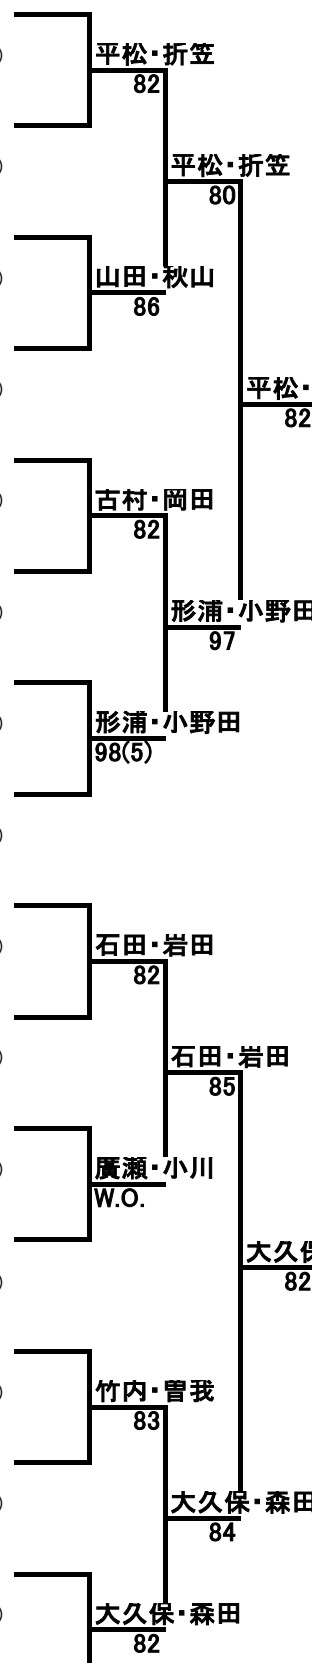 平松・折笠
82
平松・折笠
80
山田・秋山
86
平松・
82
古村・岡田
82
形浦・小野田
97
形浦・小野田
98(5)
石田・岩田
82
石田・岩田
85
廣瀬・小川
W.O.
大久保
82
竹内・曽我
83
大久保・森田
84
大久保・森田
82